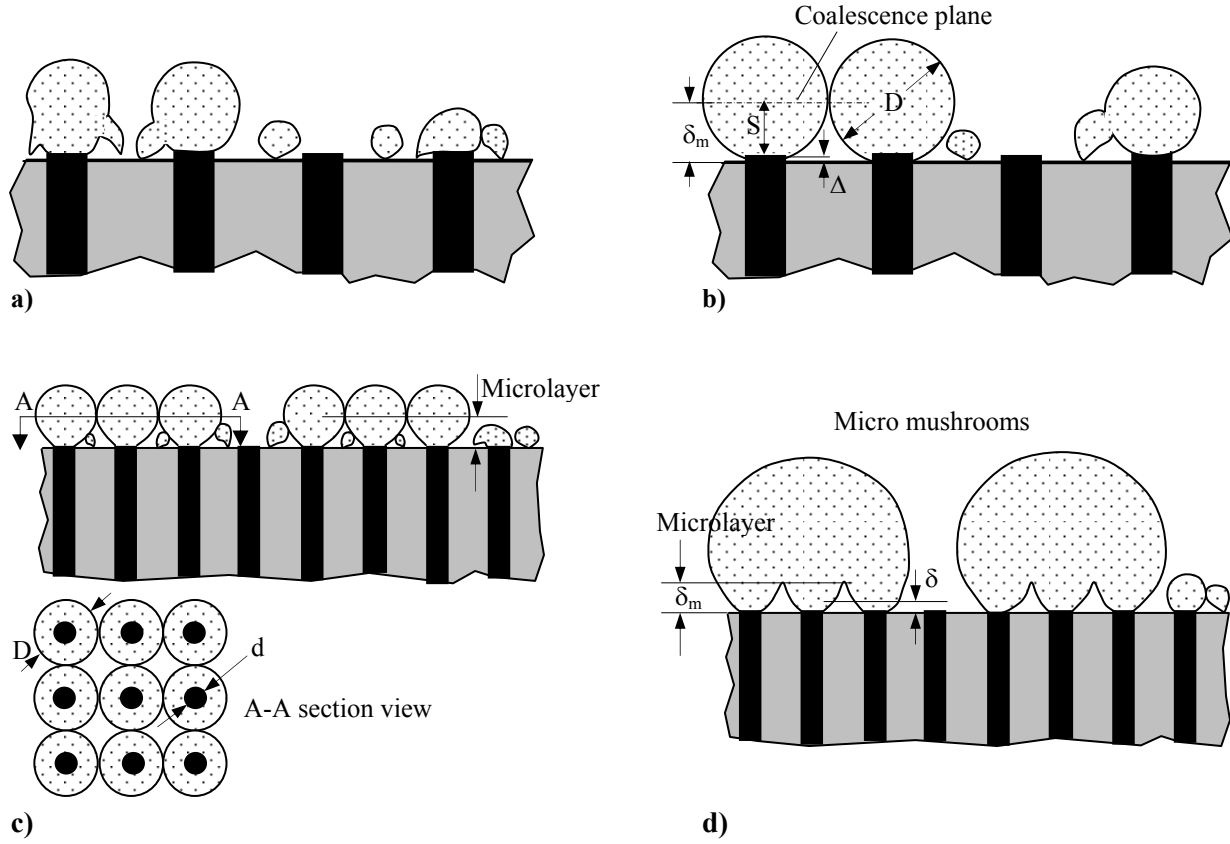 a)
Coalescence plane
D
S
δm
Δ
b)
A
A
Microlayer
D
d
A-A section view
c)
Micro mushrooms
Microlayer
δ
δm
d)